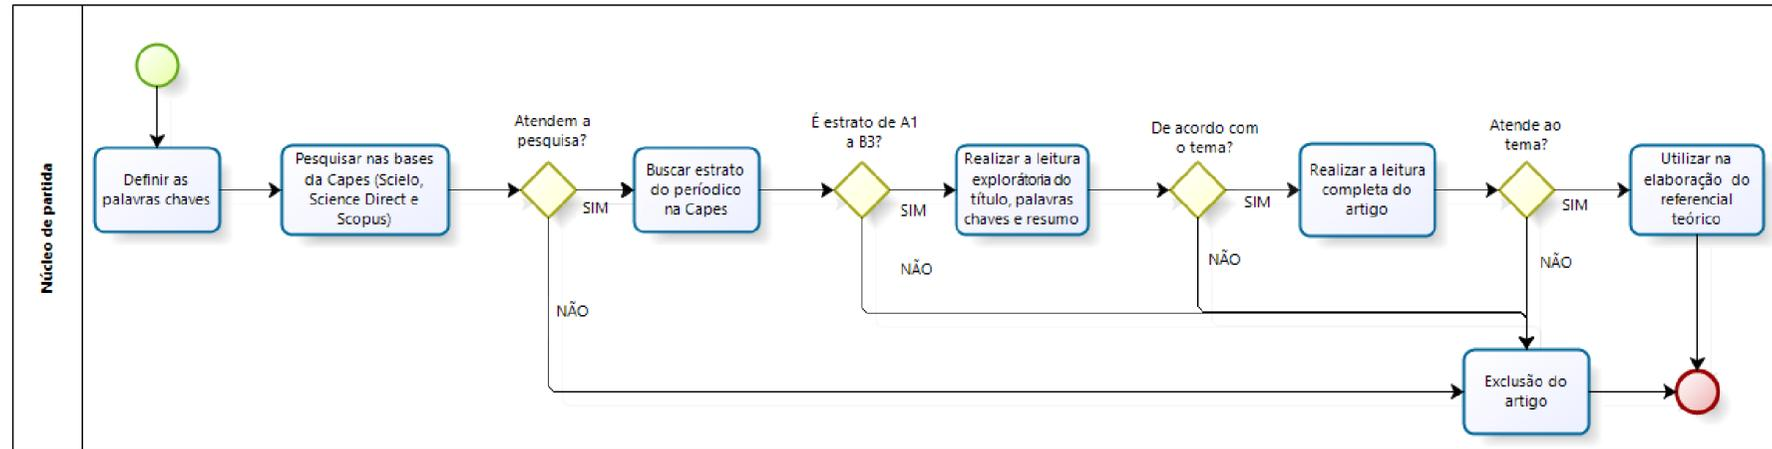 Núcleo de partida
Definir as
palavras chaves
Pesquisar nas bases
da Capes (Scielo,
Science Direct e
Scopus)
Atendem a
pesquisa?
SIM
NÃO
Buscar estrato
do períodico
na Capes
É estrato de A1
a B3?
SIM
NÃO
Realizar a leitura
explorátoria do
título, palavras
chaves e resumo
De acordo com
o tema?
SIM
NÃO
Realizar a leitura
completa do
artigo
Atende ao
tema?
SIM
NÃO
Utilizar na
elaboração do
referencial
teórico
Exclusão do
artigo